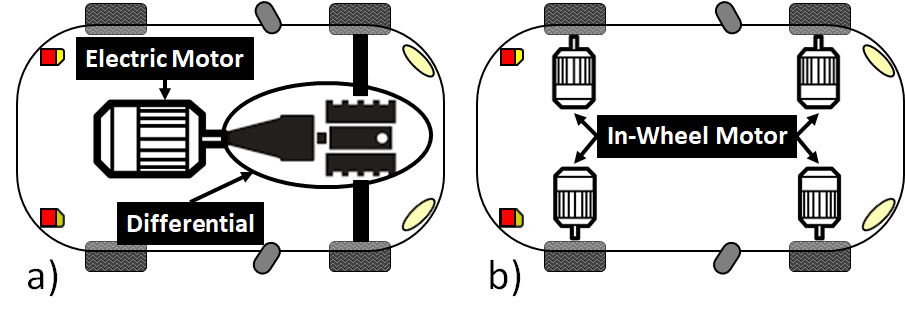 Electric Motor
Differential
a)
In-Wheel Motor
b)